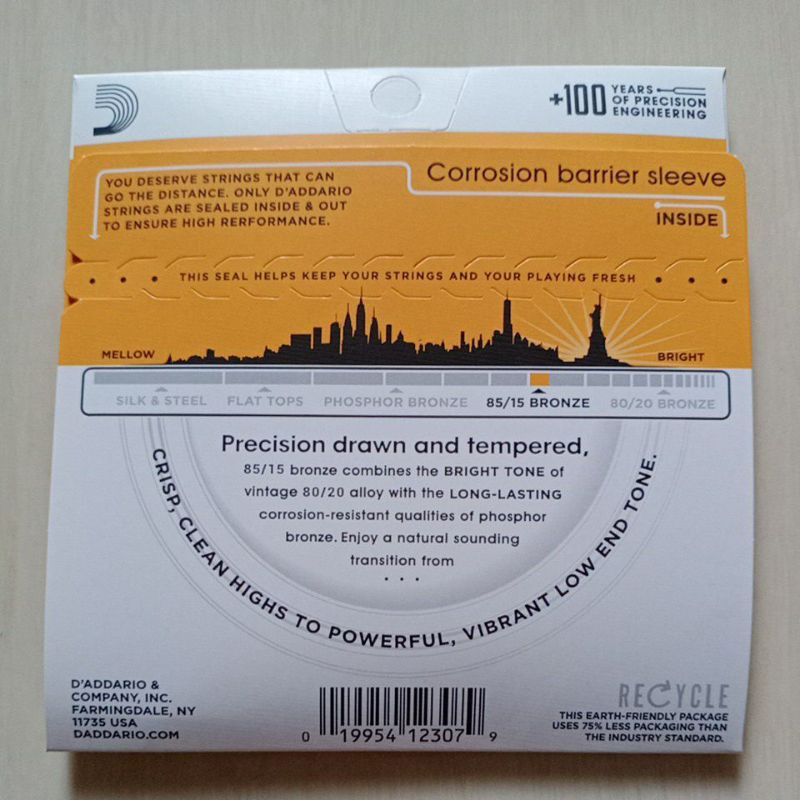 +100 YEARS
OF PRECISION
ENGINEERING
YOU DESERVE STRINGS THAT CAN
GO THE DISTANCE. ONLY D'ADDARIO
STRINGS ARE SEALED INSIDE & OUT
TO ENSURE HIGH RERFORMANCE.
Corrosion barrier sleeve
INSIDE
THIS SEAL HELPS KEEP YOUR STRINGS AND YOUR PLAYING FRESH
MELLOW
BRIGHT
SILK & STEEL FLAT TOPS PHOSPHOR BRONZE 85/15 BRONZE 80/20 BRONZE
Precision drawn and tempered,
85/15 bronze combines the BRIGHT TONE of
vintage 80/20 alloy with the LONG-LASTING
corrosion-resistant qualities of phosphor
bronze. Enjoy a natural sounding
transition from
...
CRISP, CLEAN HIGHS TO POWERFUL, VIBRANT LOW END TONE.
D'ADDARIO &
COMPANY, INC.
FARMINGDALE, NY
11735 USA
DADDARIO.COM
0 19954 12307 9
RECYCLE
THIS EARTH-FRIENDLY PACKAGE
USES 75% LESS PACKAGING THAN
THE INDUSTRY STANDARD.